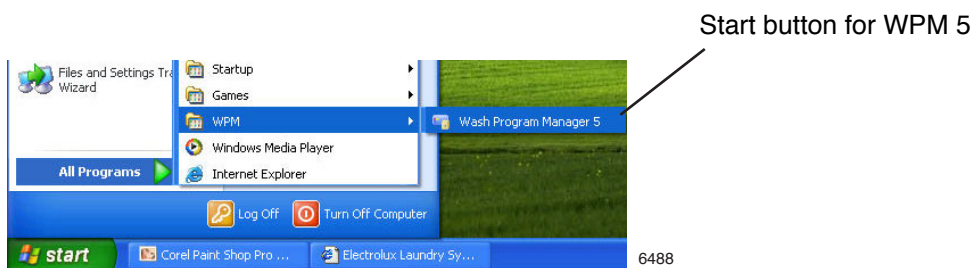 Start button for WPM 5
Files and Settings Tra
Wizard
Startup
Games
WPM
Wash Program Manager 5
Windows Media Player
All Programs
Internet Explorer
Log Off
Turn Off Computer
start
Corel Paint Shop Pro ...
Electrolux Laundry Sy...
6488